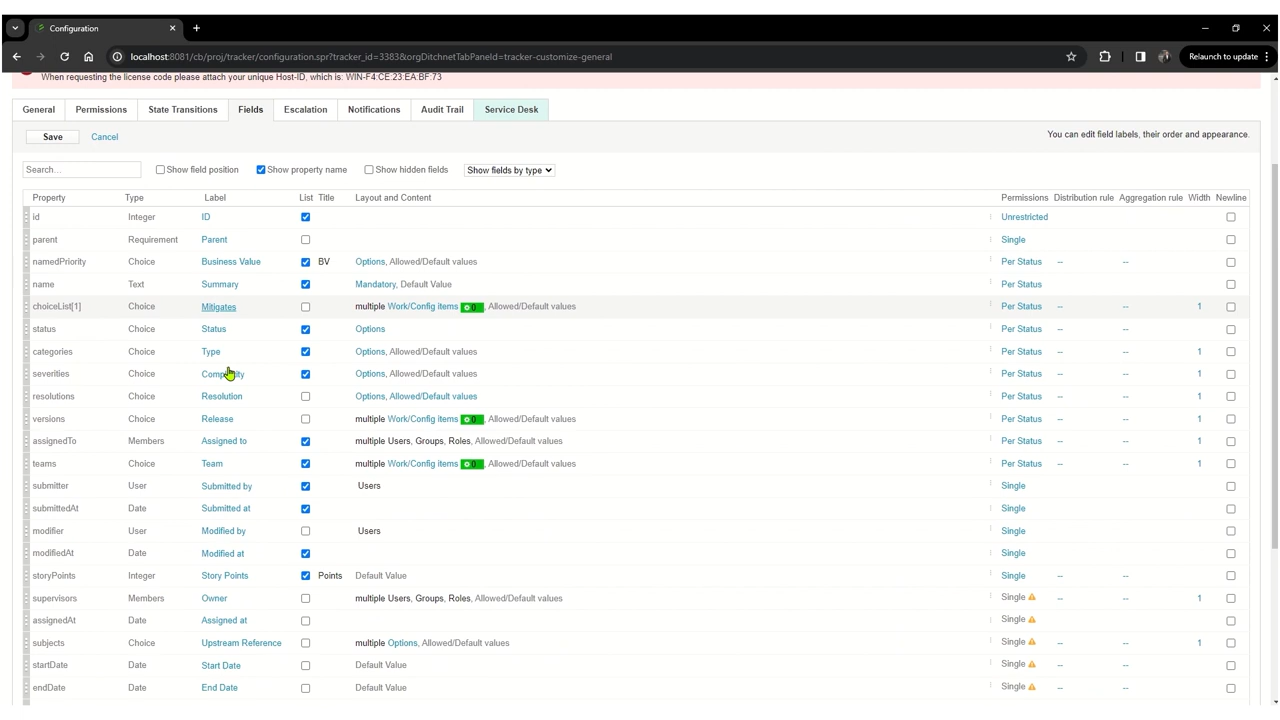 Configuration
localhost:8081/cb/proj/tracker/configuration.spr?tracker_id=3383&orgDitchnetTabPaneId=tracker-customize-general
Relaunch to update
When requesting the license code please attach your unique Host-ID, which is: WIN-F4:CE:23:EA:BF:73
General Permissions State Transitions Fields Escalation Notifications Audit Trail Service Desk
Save Cancel You can edit field labels, their order and appearance.
Search... Show field position Show property name Show hidden fields Show fields by type
Property Type Label List Title Layout and Content Permissions Distribution rule Aggregation rule Width Newline
id Integer ID Unrestricted
parent Requirement Parent Single
namedPriority Choice Business Value BV Options, Allowed/Default values Per Status -- --
name Text Summary Mandatory, Default Value Per Status -- --
choiceList[1] Choice Mitigates multiple Work/Config items 0 , Allowed/Default values Per Status -- -- 1
status Choice Status Options Per Status -- --
categories Choice Type Options, Allowed/Default values Per Status -- -- 1
severities Choice Options, Allowed/Default values Per Status -- -- 1
resolutions Choice Resolution Options, Allowed/Default values Per Status -- -- 1
versions Choice Release multiple Work/Config items 0 , Allowed/Default values Per Status -- -- 1
assignedTo Members Assigned to multiple Users, Groups, Roles, Allowed/Default values Per Status -- -- 1
teams Choice Team multiple Work/Config items 0 , Allowed/Default values Per Status -- -- 1
submitter User Submitted by Users Single
submittedAt Date Submitted at Single
modifier User Modified by Users Single
modifiedAt Date Modified at Single
storyPoints Integer Story Points Points Default Value Single -- --
supervisors Members Owner multiple Users, Groups, Roles, Allowed/Default values Single -- -- 1
assignedAt Date Assigned at Single
subjects Choice Upstream Reference multiple Options, Allowed/Default values Single -- -- 1
startDate Date Start Date Default Value Single -- --
endDate Date End Date Default Value Single -- --